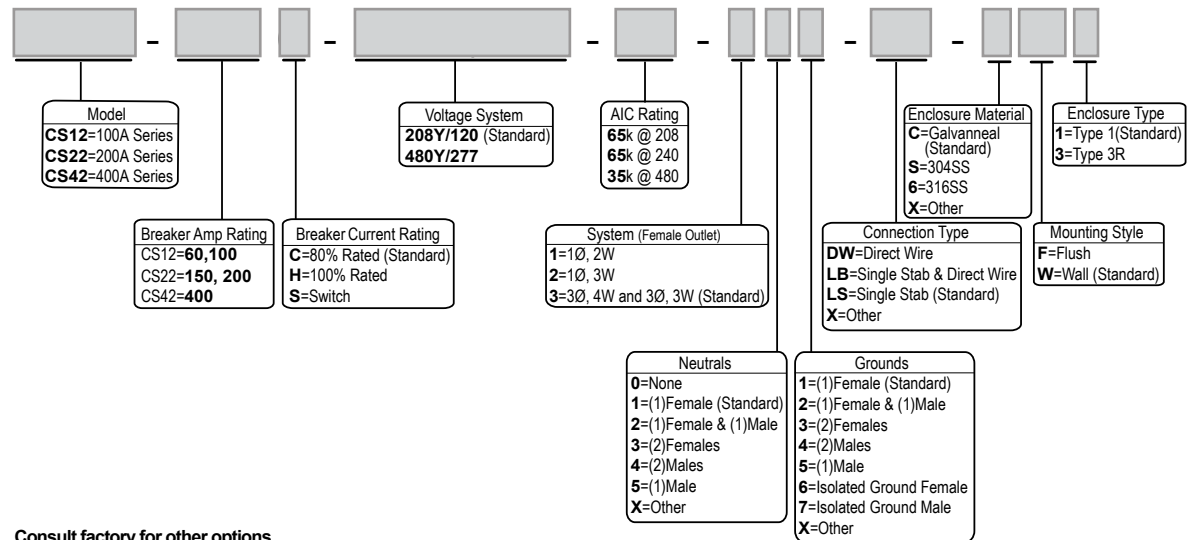 – – – – – –
Model
CS12=100A Series
CS22=200A Series
CS42=400A Series
Voltage System
208Y/120 (Standard)
480Y/277
AIC Rating
65k @ 208
65k @ 240
35k @ 480
Enclosure Material
C=Galvanneal
(Standard)
S=304SS
6=316SS
X=Other
Enclosure Type
1=Type 1(Standard)
3=Type 3R
Breaker Amp Rating
CS12=60,100
CS22=150, 200
CS42=400
Breaker Current Rating
C=80% Rated (Standard)
H=100% Rated
S=Switch
System (Female Outlet)
1=1Ø, 2W
2=1Ø, 3W
3=3Ø, 4W and 3Ø, 3W (Standard)
Connection Type
DW=Direct Wire
LB=Single Stab & Direct Wire
LS=Single Stab (Standard)
X=Other
Mounting Style
F=Flush
W=Wall (Standard)
Neutrals
0=None
1=(1)Female (Standard)
2=(1)Female & (1)Male
3=(2)Females
4=(2)Males
5=(1)Male
X=Other
Grounds
1=(1)Female (Standard)
2=(1)Female & (1)Male
3=(2)Females
4=(2)Males
5=(1)Male
6=Isolated Ground Female
7=Isolated Ground Male
X=Other
Consult factory for other options